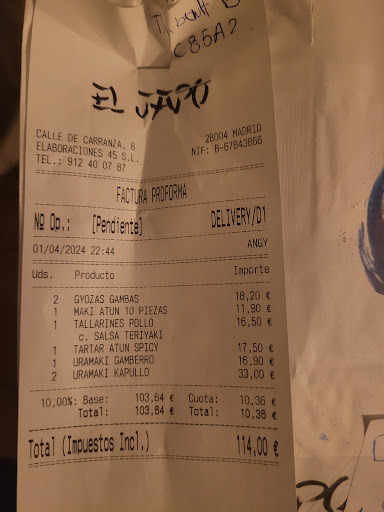 C85A2
EL JAPO
CALLE DE CARRANZA, 6 28004 MADRID
ELABORACIONES 45 S.L. NIF: B-67643666
TEL.: 912 40 07 87
FACTURA PROFORMA
Nº Op.: [Pendiente] DELIVERY/D1
01/04/2024 22:44 ANGY
Uds. Producto Importe
2 GYOZAS GAMBAS 18,20 €
1 MAKI ATUN 10 PIEZAS 11,90 €
1 TALLARINES POLLO 16,50 €
c. SALSA TERIYAKI
1 TARTAR ATUN SPICY 17,50 €
1 URAMAKI GAMBERRO 16,90 €
2 URAMAKI KAPULLO 33,00 €
10,00%: Base: 103,64 € Cuota: 10,36 €
Total: 103,64 € Total: 10,36 €
Total (Impuestos Incl.) 114,00 €